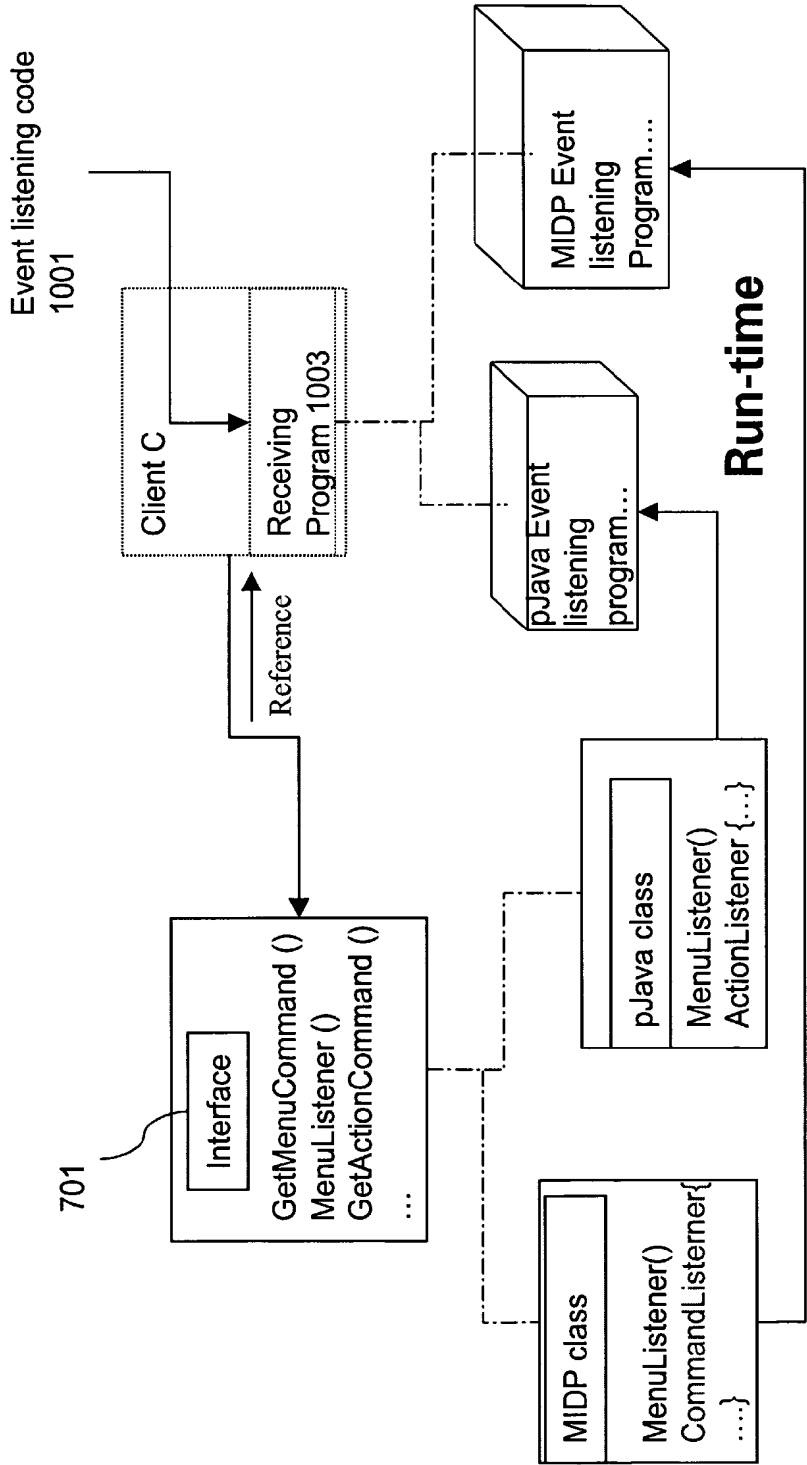 Event listening code
1001
Client C
Receiving
Program 1003
Reference
701
Interface
GetMenuCommand ()
MenuListener ()
GetActionCommand ()
...
MIDP class
MenuListener()
CommandListerner{
....}
pJava class
MenuListener()
ActionListener {...}
pJava Event
listening
program...
MIDP Event
listening
Program....
Run-time